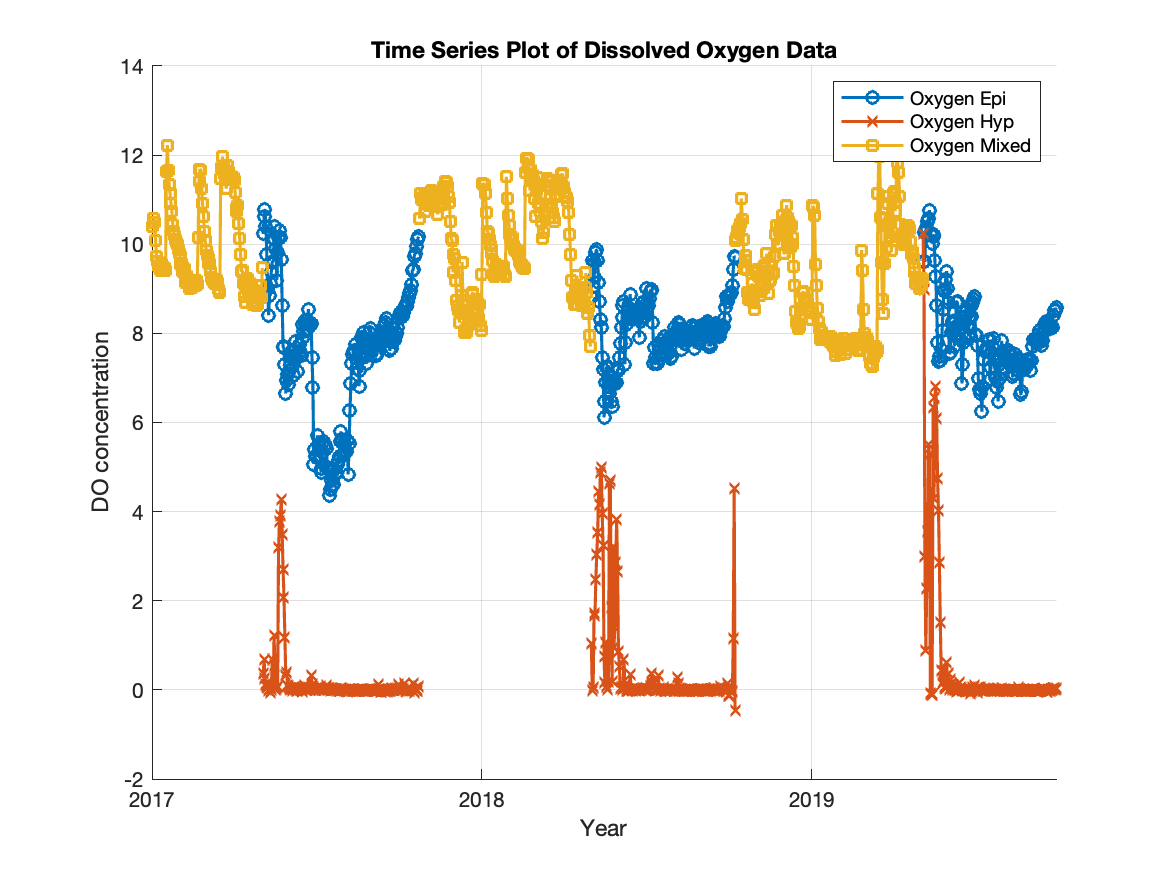 Time Series Plot of Dissolved Oxygen Data
14
12
10
8
6
4
2
0
-2
DO concentration
2017
2018
2019
Year
Oxygen Epi
Oxygen Hyp
Oxygen Mixed